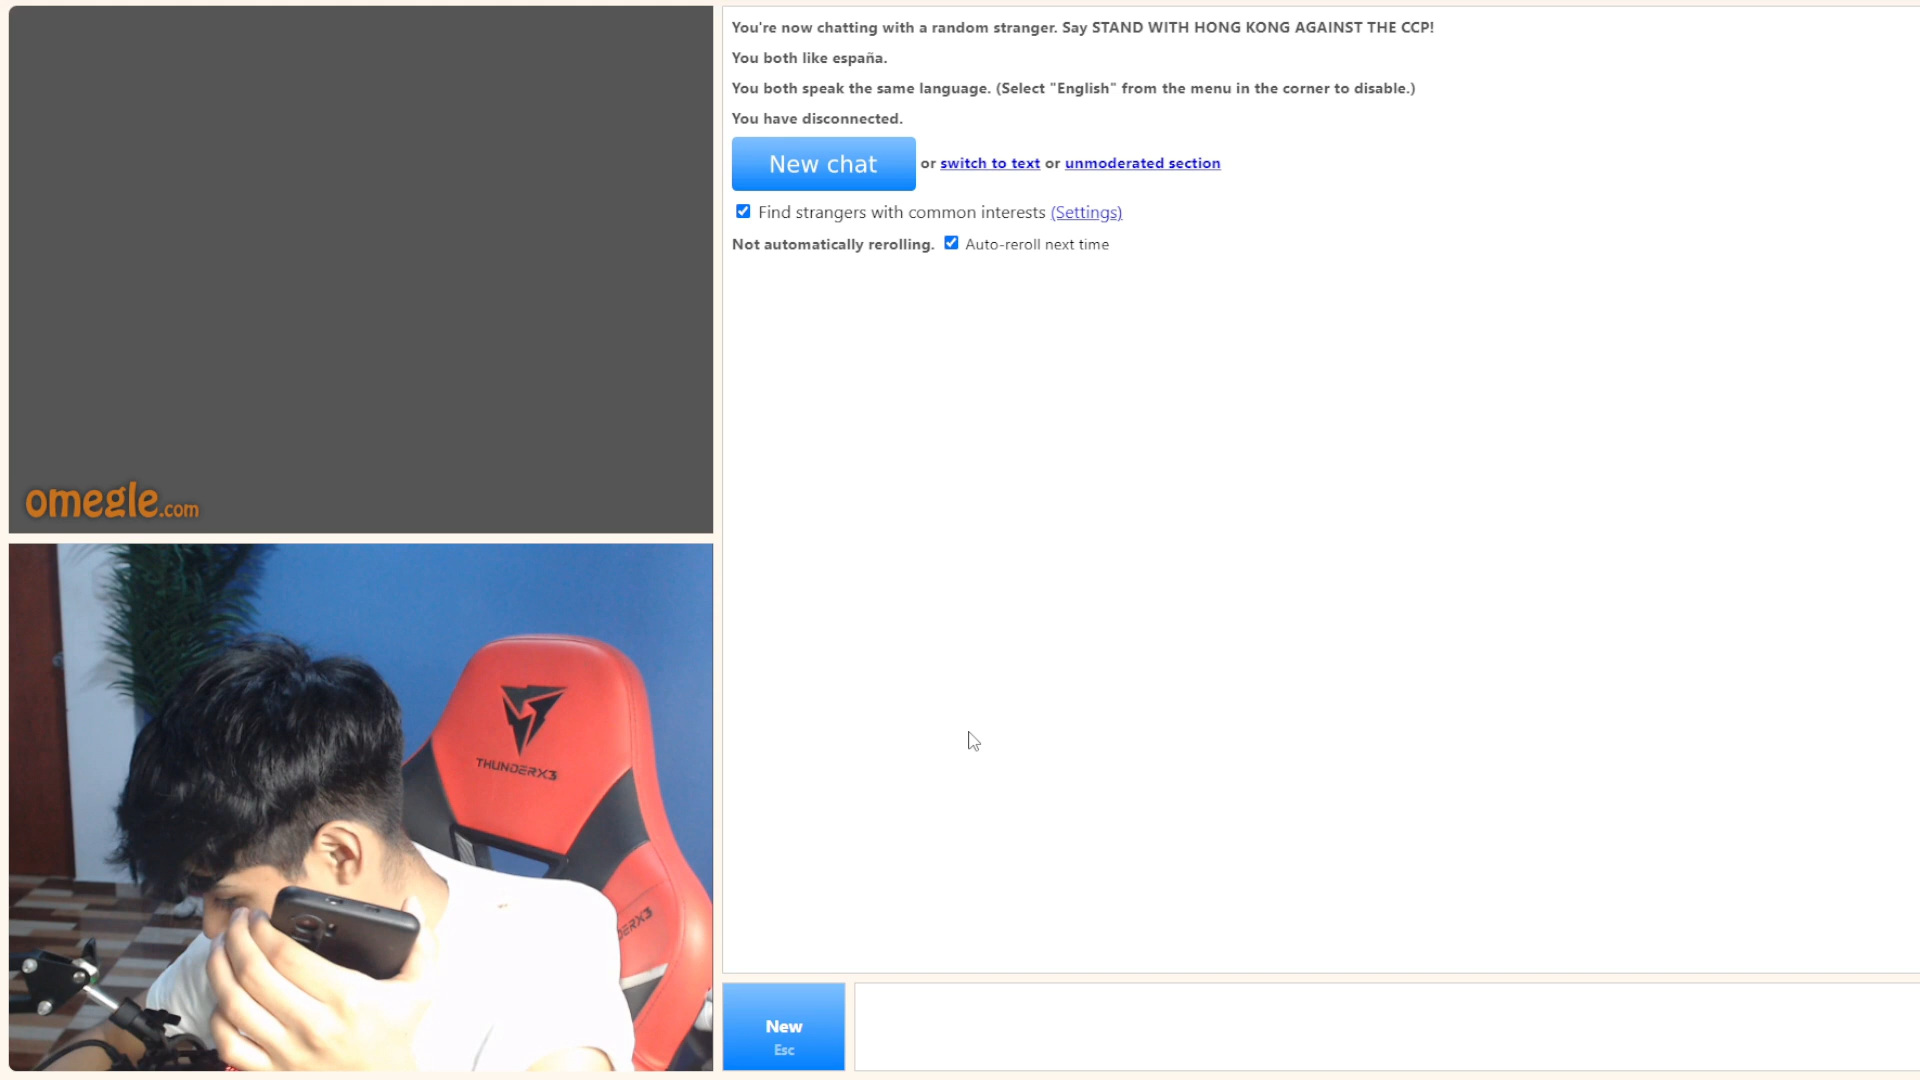 You're now chatting with a random stranger. Say STAND WITH HONG KONG AGAINST THE CCP!
You both like españa.
You both speak the same language. (Select "English" from the menu in the corner to disable.)
You have disconnected.
New chat or switch to text or unmoderated section
Find strangers with common interests (Settings)
Not automatically rerolling. Auto-reroll next time
omegle.com
THUNDERX3
DERX3
New
Esc